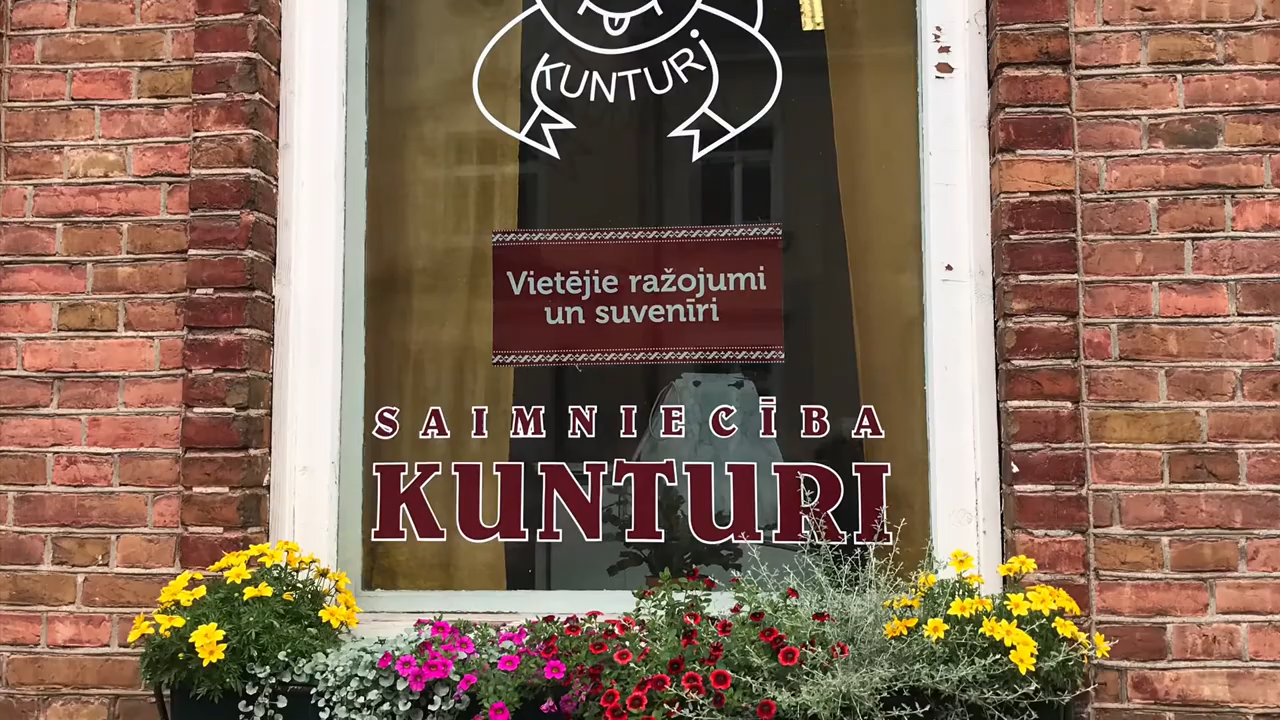 KUNTURi
Vietējie ražojumi
un suvenīri
SAIMNIECĪBA
KUNTURI